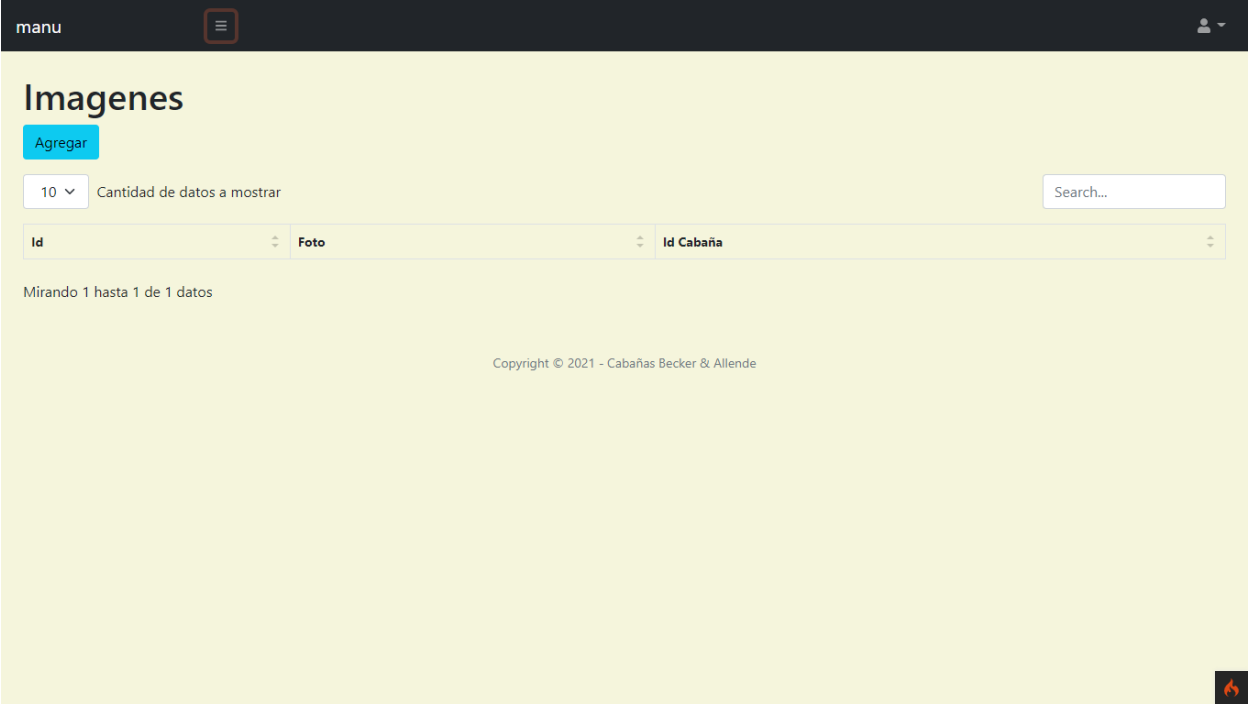 manu
Imagenes
Agregar
10 Cantidad de datos a mostrar Search...
Id Foto Id Cabaña
Mirando 1 hasta 1 de 1 datos
Copyright © 2021 - Cabañas Becker & Allende